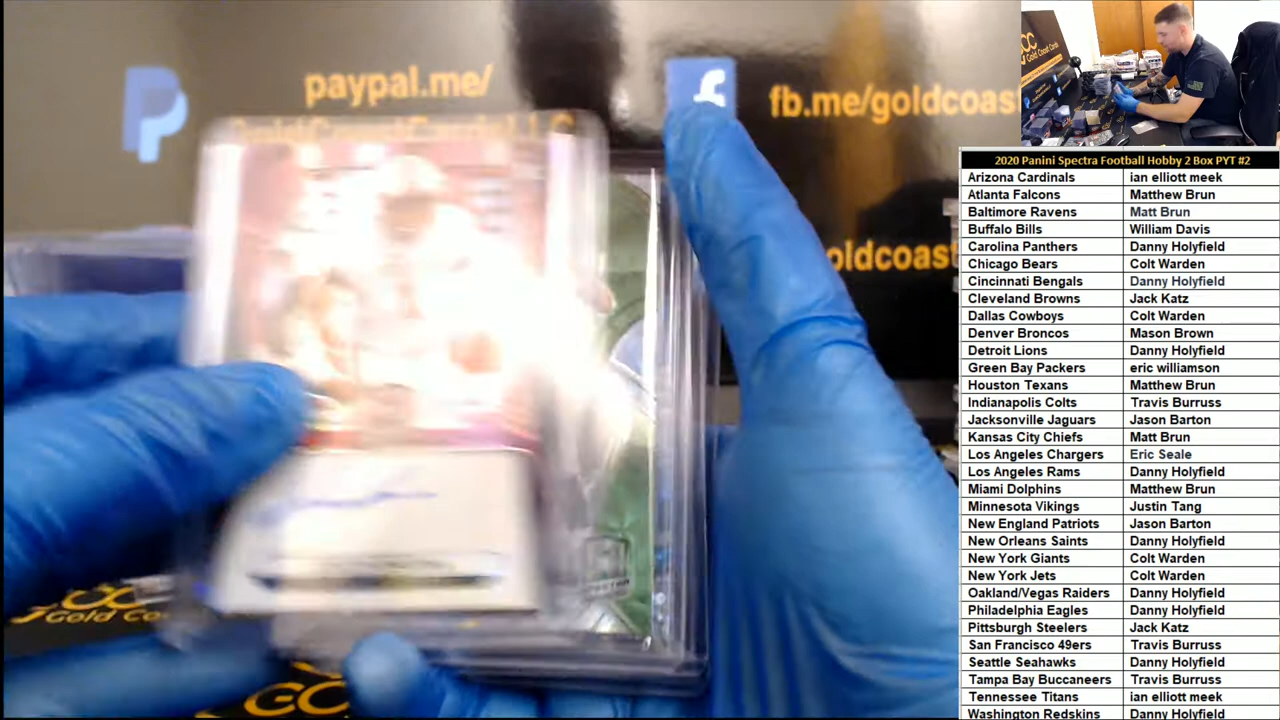 paypal.me/
GoldCoastCardsLLC
fb.me/goldcoast
goldcoas
GCC
Gold Coast Cards
2020 Panini Spectra Football Hobby 2 Box PYT #2
Arizona Cardinals ian elliott meek
Atlanta Falcons Matthew Brun
Baltimore Ravens Matt Brun
Buffalo Bills William Davis
Carolina Panthers Danny Holyfield
Chicago Bears Colt Warden
Cincinnati Bengals Danny Holyfield
Cleveland Browns Jack Katz
Dallas Cowboys Colt Warden
Denver Broncos Mason Brown
Detroit Lions Danny Holyfield
Green Bay Packers eric williamson
Houston Texans Matthew Brun
Indianapolis Colts Travis Burruss
Jacksonville Jaguars Jason Barton
Kansas City Chiefs Matt Brun
Los Angeles Chargers Eric Seale
Los Angeles Rams Danny Holyfield
Miami Dolphins Matthew Brun
Minnesota Vikings Justin Tang
New England Patriots Jason Barton
New Orleans Saints Danny Holyfield
New York Giants Colt Warden
New York Jets Colt Warden
Oakland/Vegas Raiders Danny Holyfield
Philadelphia Eagles Danny Holyfield
Pittsburgh Steelers Jack Katz
San Francisco 49ers Travis Burruss
Seattle Seahawks Danny Holyfield
Tampa Bay Buccaneers Travis Burruss
Tennessee Titans ian elliott meek
Washington Redskins Danny Holyfield
Gold Coa